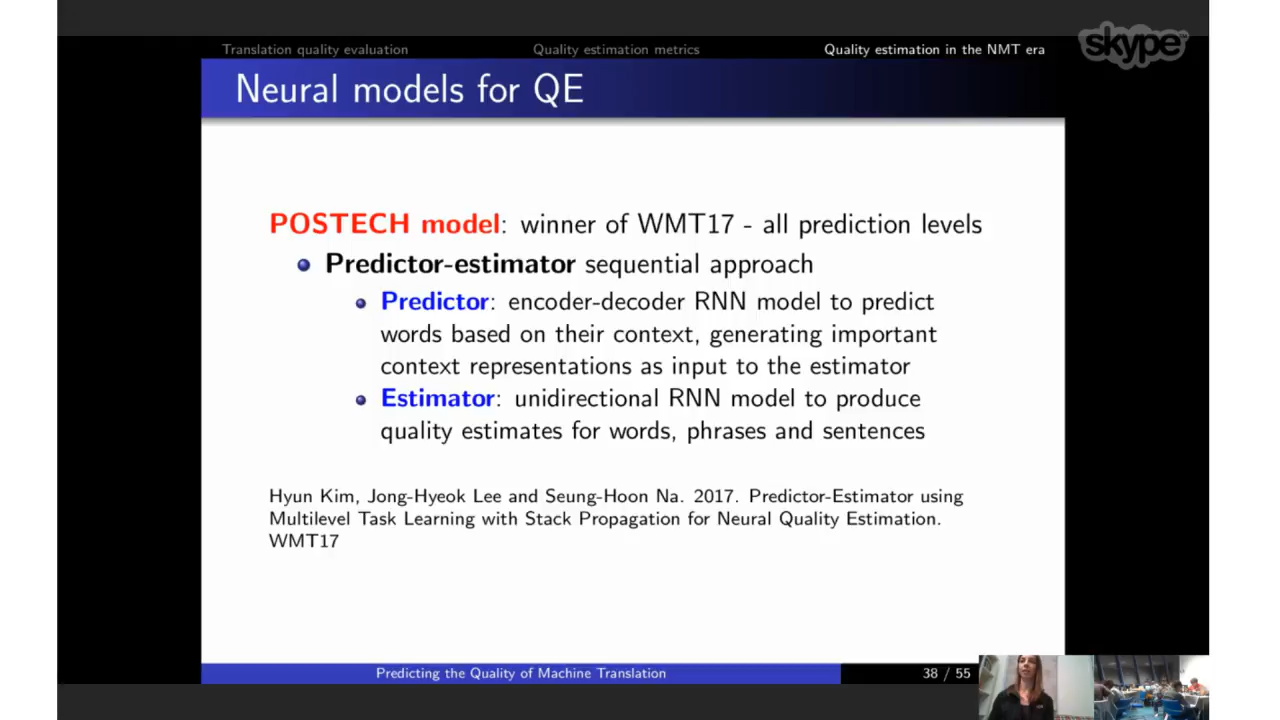 Translation quality evaluation Quality estimation metrics Quality estimation in the NMT era
skype
Neural models for QE
POSTECH model: winner of WMT17 - all prediction levels
Predictor-estimator sequential approach
Predictor: encoder-decoder RNN model to predict
words based on their context, generating important
context representations as input to the estimator
Estimator: unidirectional RNN model to produce
quality estimates for words, phrases and sentences
Hyun Kim, Jong-Hyeok Lee and Seung-Hoon Na. 2017. Predictor-Estimator using
Multilevel Task Learning with Stack Propagation for Neural Quality Estimation.
WMT17
Predicting the Quality of Machine Translation 38 / 55